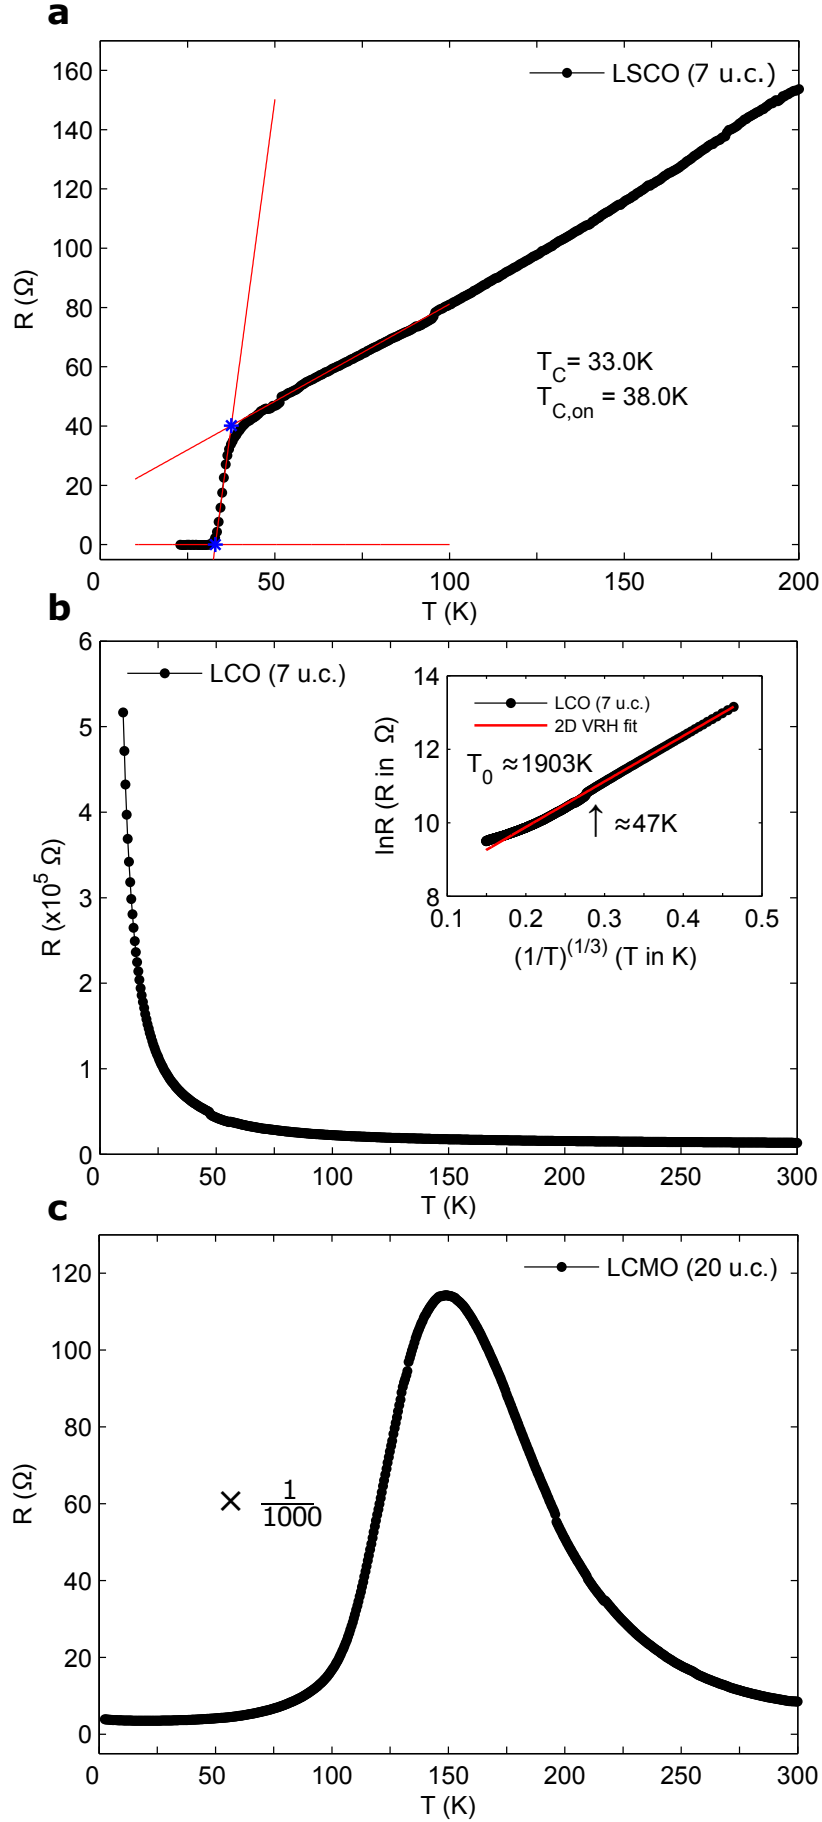 a
LSCO (7 u.c.)
160
140
120
100
80
60
40
20
0
R (Ω)
T_C= 33.0K
T_C,on = 38.0K
0 50 100 150 200
T (K)
b
LCO (7 u.c.)
6
5
4
3
2
1
0
R (x10^5 Ω)
14
12
10
8
lnR (R in Ω)
LCO (7 u.c.)
2D VRH fit
T_0 ≈1903K
↑ ≈47K
0.1 0.2 0.3 0.4 0.5
(1/T)^(1/3) (T in K)
0 50 100 150 200 250 300
T (K)
c
LCMO (20 u.c.)
120
100
80
60
40
20
0
R (Ω)
× 1/1000
0 50 100 150 200 250 300
T (K)